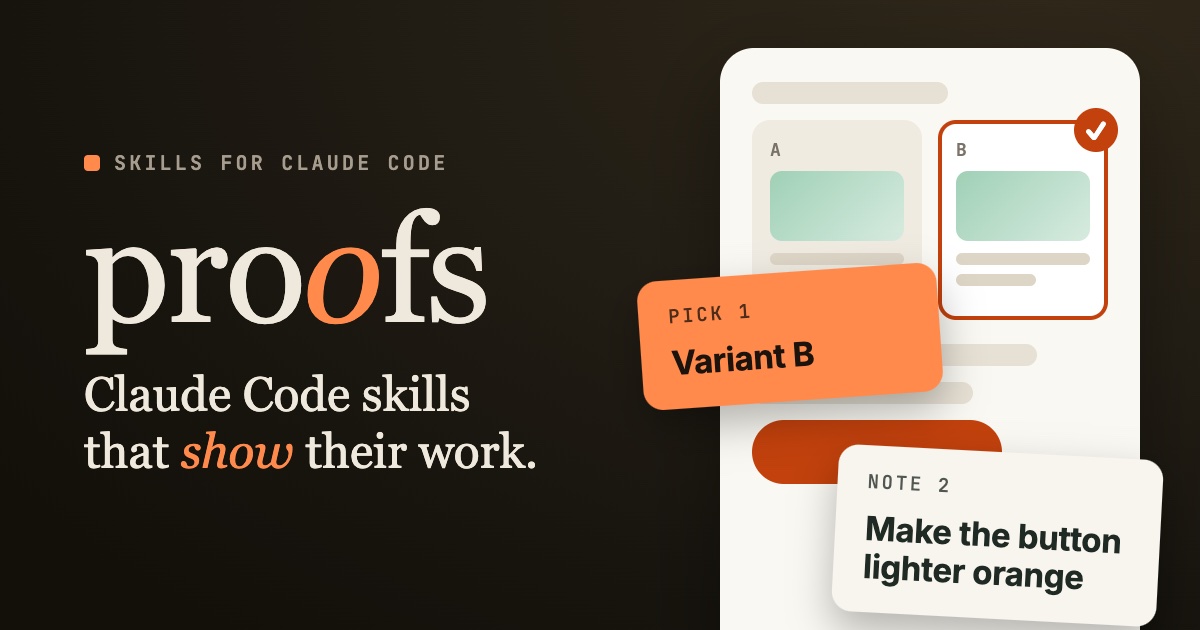 SKILLS FOR CLAUDE CODE
proofs
Claude Code skills
that show their work.
A
B
PICK 1
Variant B
NOTE 2
Make the button
lighter orange